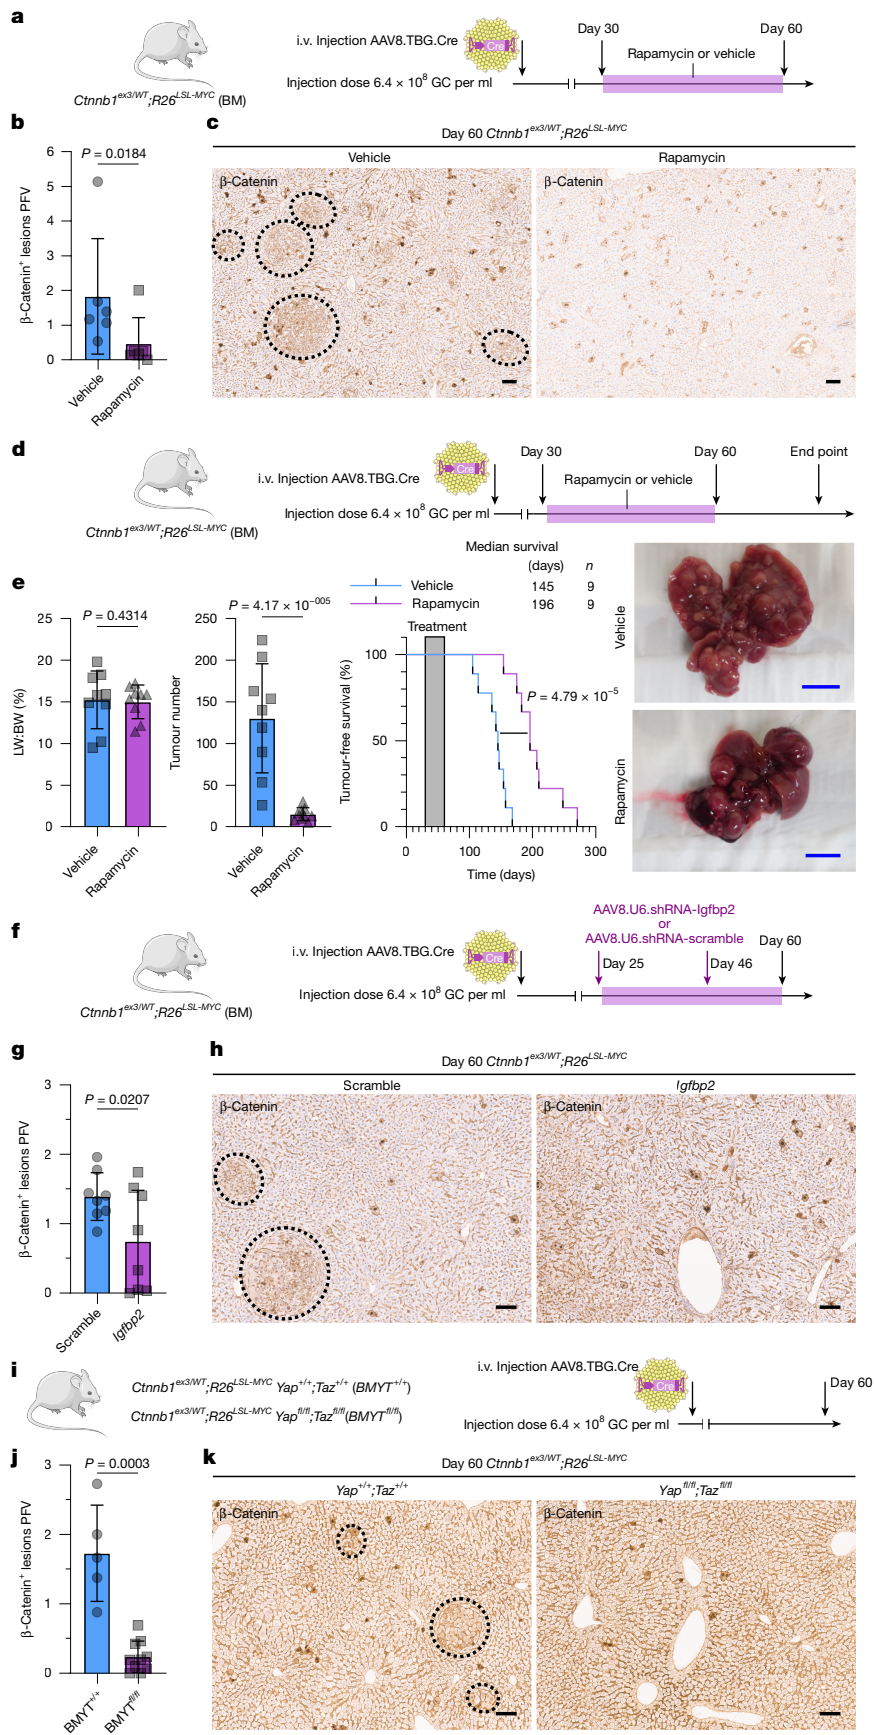 a
i.v. Injection AAV8.TBG.Cre
Cre
Day 30
Day 60
Rapamycin or vehicle
Injection dose 6.4 × 10⁸ GC per ml
Ctnnb1^ex3/WT;R26^LSL-MYC (BM)
b
P = 0.0184
6
5
4
3
2
1
0
β-Catenin⁺ lesions PFV
Vehicle
Rapamycin
c
Day 60 Ctnnb1^ex3/WT;R26^LSL-MYC
Vehicle
Rapamycin
β-Catenin
β-Catenin
d
i.v. Injection AAV8.TBG.Cre
Cre
Day 30
Day 60
End point
Rapamycin or vehicle
Injection dose 6.4 × 10⁸ GC per ml
Ctnnb1^ex3/WT;R26^LSL-MYC (BM)
e
P = 0.4314
25
20
15
10
5
0
LW:BW (%)
Vehicle
Rapamycin
P = 4.17 × 10⁻⁰⁰⁵
250
200
150
100
50
0
Tumour number
Vehicle
Rapamycin
Median survival
(days) n
Vehicle 145 9
Rapamycin 196 9
Treatment
100
50
0
Tumour-free survival (%)
P = 4.79 × 10⁻⁵
0 100 200 300
Time (days)
Vehicle
Rapamycin
f
i.v. Injection AAV8.TBG.Cre
Cre
AAV8.U6.shRNA-Igfbp2
or
AAV8.U6.shRNA-scramble
Day 25
Day 46
Day 60
Injection dose 6.4 × 10⁸ GC per ml
Ctnnb1^ex3/WT;R26^LSL-MYC (BM)
g
P = 0.0207
3
2
1
0
β-Catenin⁺ lesions PFV
Scramble
Igfbp2
h
Day 60 Ctnnb1^ex3/WT;R26^LSL-MYC
Scramble
Igfbp2
β-Catenin
β-Catenin
i
Ctnnb1^ex3/WT;R26^LSL-MYC Yap^+/+;Taz^+/+ (BMYT^+/+)
Ctnnb1^ex3/WT;R26^LSL-MYC Yap^fl/fl;Taz^fl/fl(BMYT^fl/fl)
i.v. Injection AAV8.TBG.Cre
Cre
Day 60
Injection dose 6.4 × 10⁸ GC per ml
j
P = 0.0003
3
2
1
0
β-Catenin⁺ lesions PFV
BMYT^+/+
BMYT^fl/fl
k
Day 60 Ctnnb1^ex3/WT;R26^LSL-MYC
Yap^+/+;Taz^+/+
Yap^fl/fl;Taz^fl/fl
β-Catenin
β-Catenin